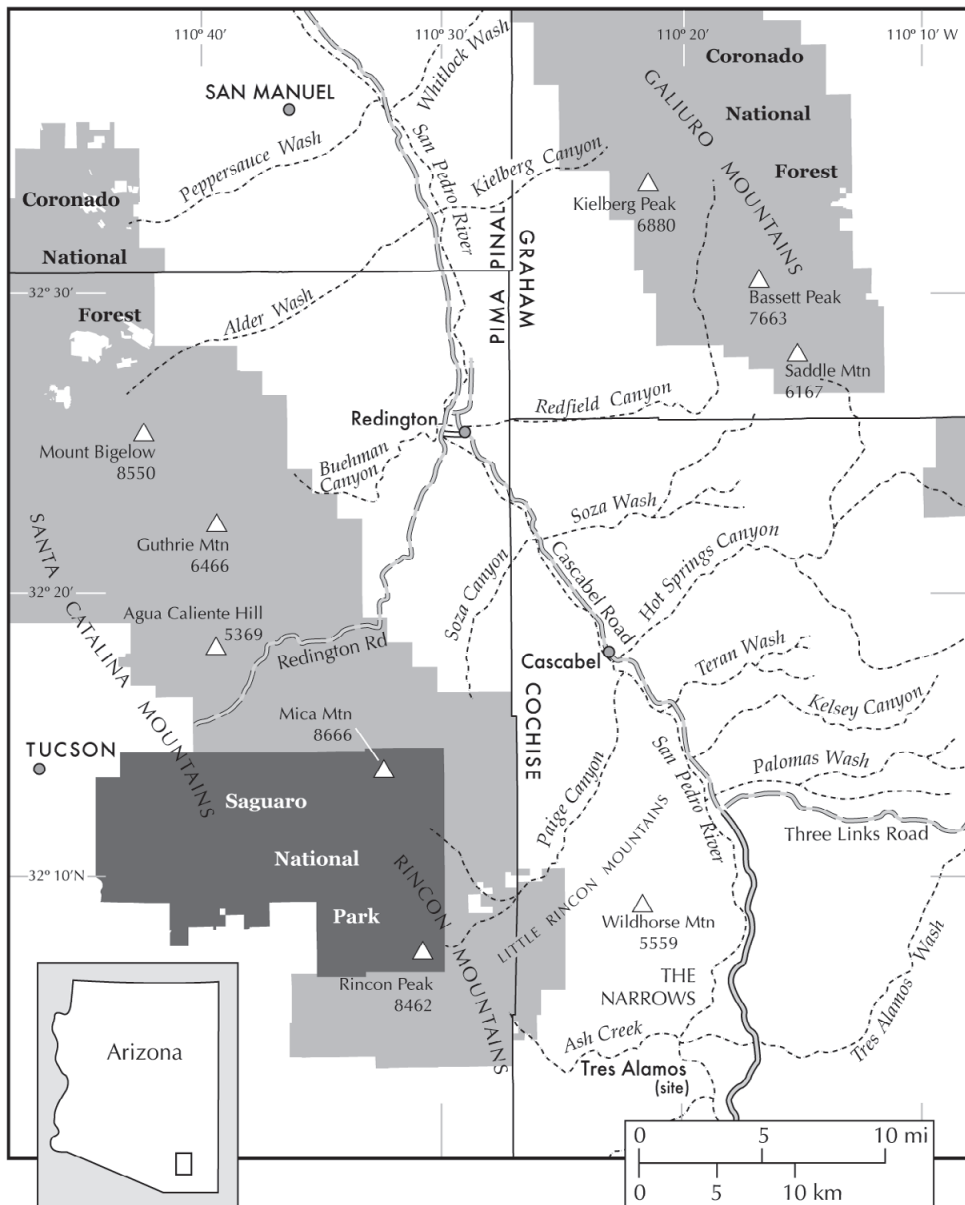 110° 40′
110° 30′
110° 20′
110° 10′ W
Coronado
National
Forest
GALIURO MOUNTAINS
SAN MANUEL
Whitlock Wash
Peppersauce Wash
San Pedro River
Kielberg Canyon
Kielberg Peak
6880
Coronado
National
Forest
PINAL
GRAHAM
PIMA
32° 30′
Bassett Peak
7663
Alder Wash
Saddle Mtn
6167
Redington
Redfield Canyon
Mount Bigelow
8550
Buehman
Canyon
Soza Wash
SANTA CATALINA MOUNTAINS
Guthrie Mtn
6466
Cascabel Road
Hot Springs Canyon
32° 20′
Agua Caliente Hill
5369
Soza Canyon
Redington Rd
Cascabel
Teran Wash
COCHISE
Kelsey Canyon
Mica Mtn
8666
TUCSON
San Pedro River
Palomas Wash
Paige Canyon
Saguaro
National
Park
Three Links Road
32° 10′N
RINCON MOUNTAINS
LITTLE RINCON MOUNTAINS
Wildhorse Mtn
5559
Rincon Peak
8462
THE
NARROWS
Tres Alamos Wash
Ash Creek
Tres Alamos
(site)
Arizona
0 5 10 mi
0 5 10 km